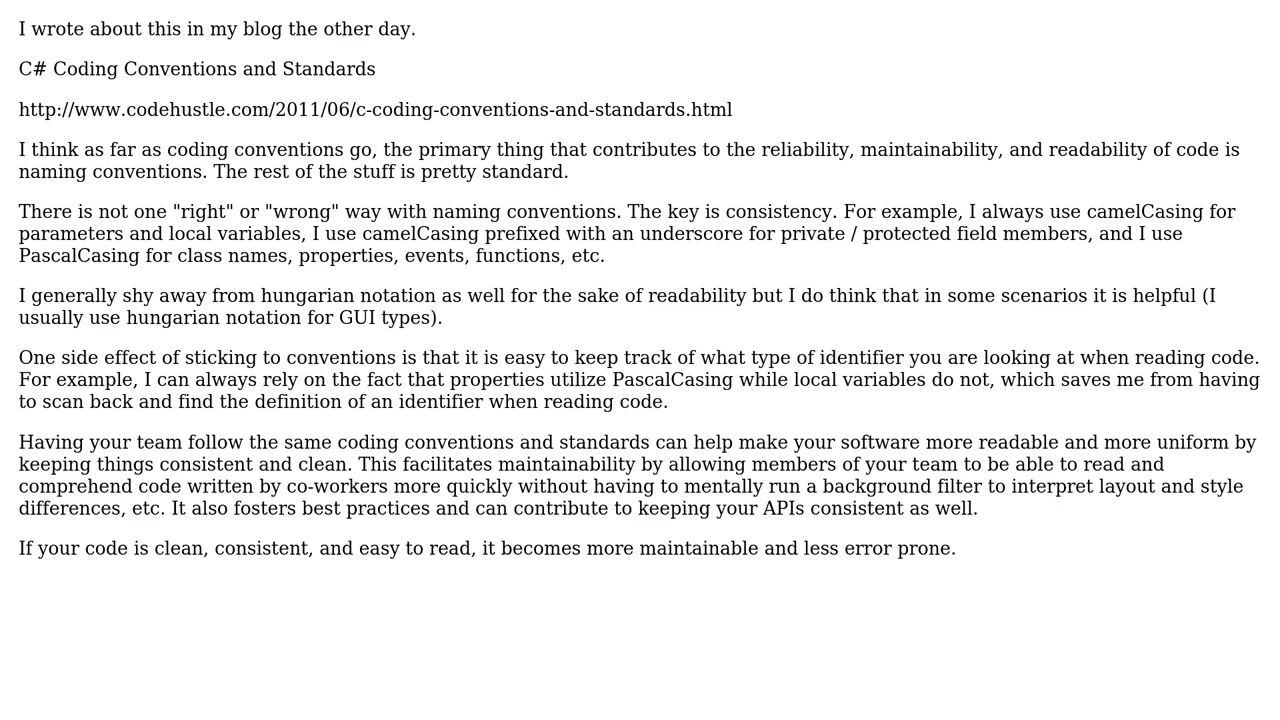 I wrote about this in my blog the other day.
C# Coding Conventions and Standards
http://www.codehustle.com/2011/06/c-coding-conventions-and-standards.html
I think as far as coding conventions go, the primary thing that contributes to the reliability, maintainability, and readability of code is
naming conventions. The rest of the stuff is pretty standard.
There is not one "right" or "wrong" way with naming conventions. The key is consistency. For example, I always use camelCasing for
parameters and local variables, I use camelCasing prefixed with an underscore for private / protected field members, and I use
PascalCasing for class names, properties, events, functions, etc.
I generally shy away from hungarian notation as well for the sake of readability but I do think that in some scenarios it is helpful (I
usually use hungarian notation for GUI types).
One side effect of sticking to conventions is that it is easy to keep track of what type of identifier you are looking at when reading code.
For example, I can always rely on the fact that properties utilize PascalCasing while local variables do not, which saves me from having
to scan back and find the definition of an identifier when reading code.
Having your team follow the same coding conventions and standards can help make your software more readable and more uniform by
keeping things consistent and clean. This facilitates maintainability by allowing members of your team to be able to read and
comprehend code written by co-workers more quickly without having to mentally run a background filter to interpret layout and style
differences, etc. It also fosters best practices and can contribute to keeping your APIs consistent as well.
If your code is clean, consistent, and easy to read, it becomes more maintainable and less error prone.